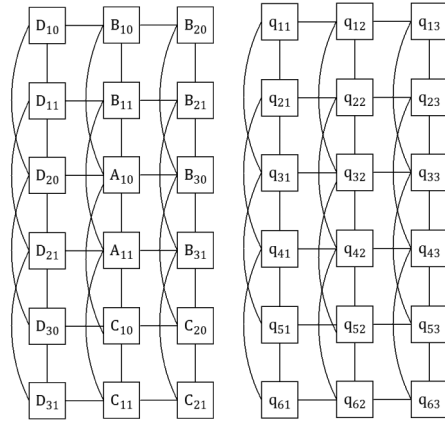 D₁₀ B₁₀ B₂₀ q₁₁ q₁₂ q₁₃
D₁₁ B₁₁ B₂₁ q₂₁ q₂₂ q₂₃
D₂₀ A₁₀ B₃₀ q₃₁ q₃₂ q₃₃
D₂₁ A₁₁ B₃₁ q₄₁ q₄₂ q₄₃
D₃₀ C₁₀ C₂₀ q₅₁ q₅₂ q₅₃
D₃₁ C₁₁ C₂₁ q₆₁ q₆₂ q₆₃